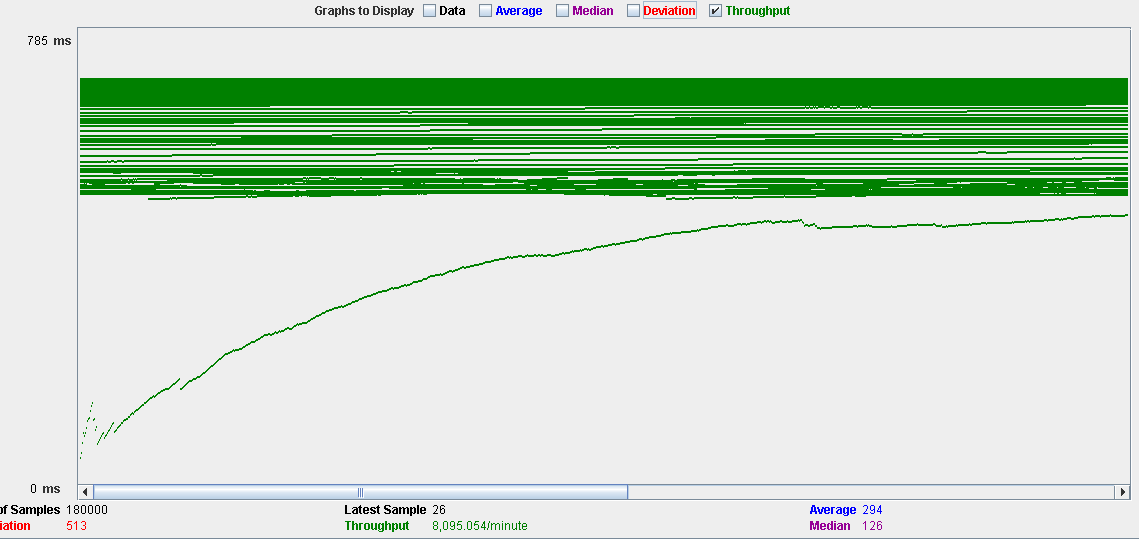 Graphs to Display Data Average Median Deviation Throughput
785 ms
0 ms
of Samples 180000 Latest Sample 26 Average 294
iation 513 Throughput 8,095.054/minute Median 126